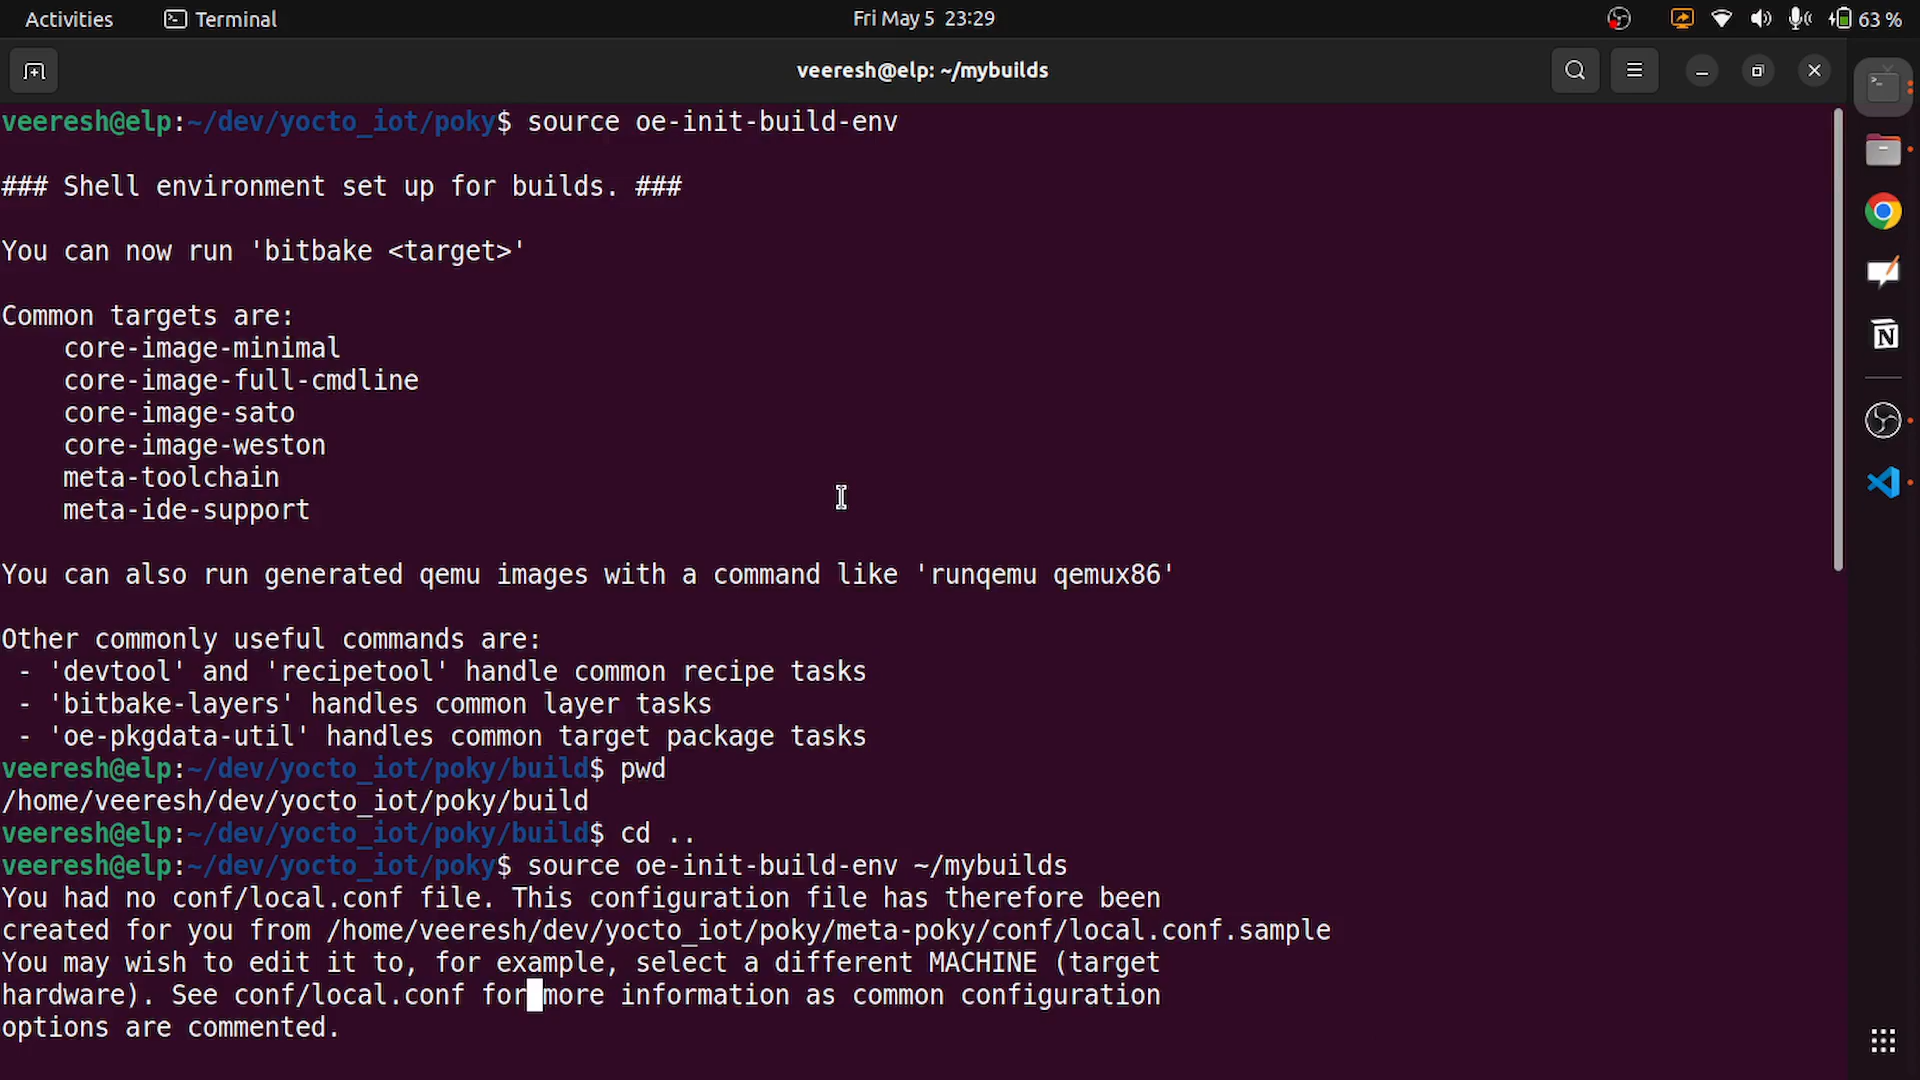 Activities Terminal Fri May 5 23:29 63 %
veeresh@elp: ~/mybuilds
veeresh@elp:~/dev/yocto_iot/poky$ source oe-init-build-env
### Shell environment set up for builds. ###
You can now run 'bitbake <target>'
Common targets are:
core-image-minimal
core-image-full-cmdline
core-image-sato
core-image-weston
meta-toolchain
meta-ide-support
You can also run generated qemu images with a command like 'runqemu qemux86'
Other commonly useful commands are:
- 'devtool' and 'recipetool' handle common recipe tasks
- 'bitbake-layers' handles common layer tasks
- 'oe-pkgdata-util' handles common target package tasks
veeresh@elp:~/dev/yocto_iot/poky/build$ pwd
/home/veeresh/dev/yocto_iot/poky/build
veeresh@elp:~/dev/yocto_iot/poky/build$ cd ..
veeresh@elp:~/dev/yocto_iot/poky$ source oe-init-build-env ~/mybuilds
You had no conf/local.conf file. This configuration file has therefore been
created for you from /home/veeresh/dev/yocto_iot/poky/meta-poky/conf/local.conf.sample
You may wish to edit it to, for example, select a different MACHINE (target
hardware). See conf/local.conf for more information as common configuration
options are commented.